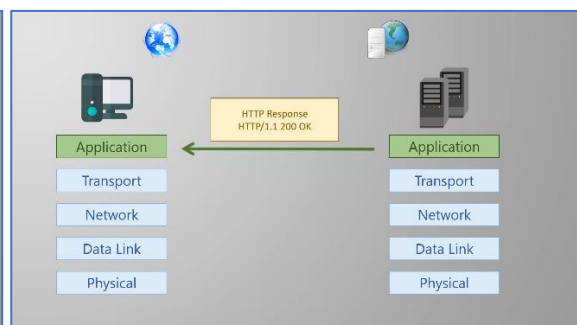 HTTP Response
HTTP/1.1 200 OK
Application
Application
Transport
Transport
Network
Network
Data Link
Data Link
Physical
Physical